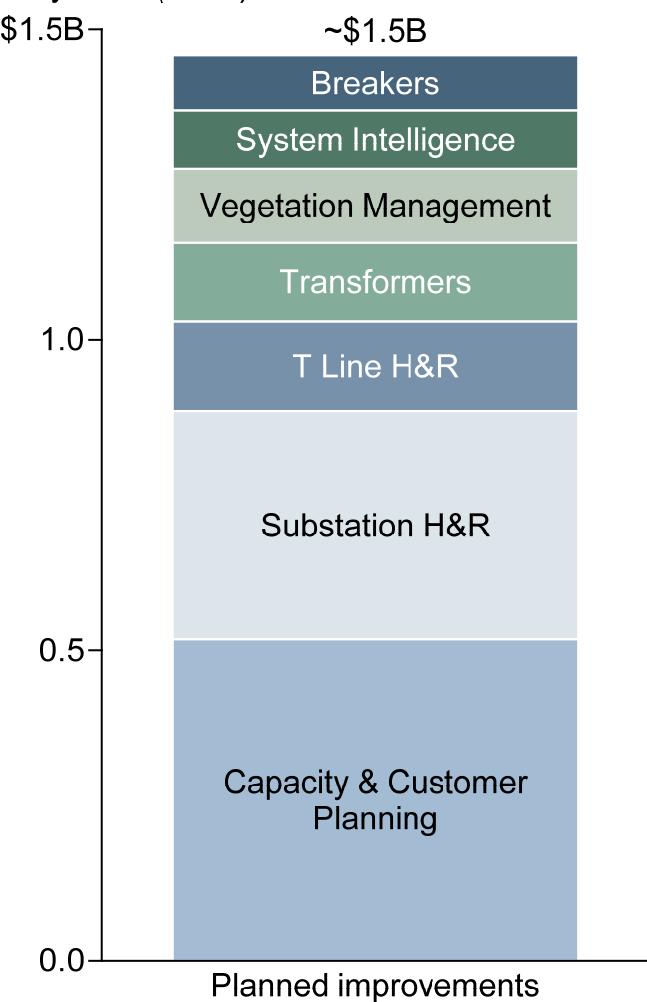 $1.5B
~$1.5B
Breakers
System Intelligence
Vegetation Management
Transformers
1.0
T Line H&R
Substation H&R
0.5
Capacity & Customer
Planning
0.0
Planned improvements